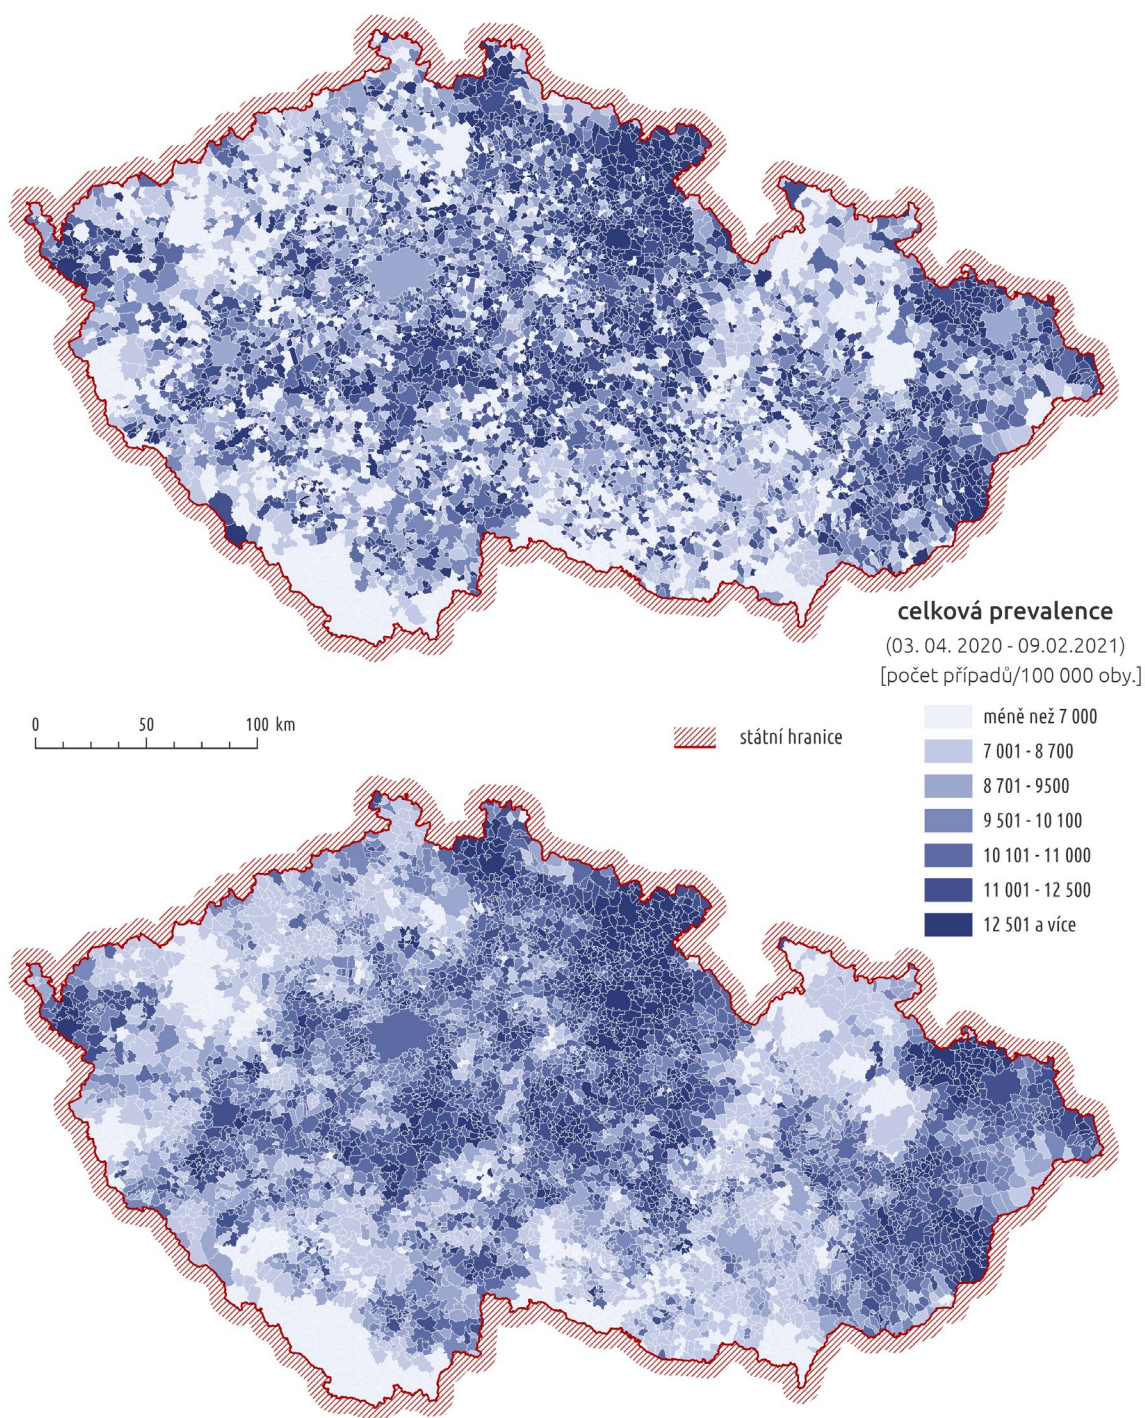 celková prevalence
(03. 04. 2020 - 09.02.2021)
[počet případů/100 000 oby.]
0 50 100 km
státní hranice
méně než 7 000
7 001 - 8 700
8 701 - 9500
9 501 - 10 100
10 101 - 11 000
11 001 - 12 500
12 501 a více